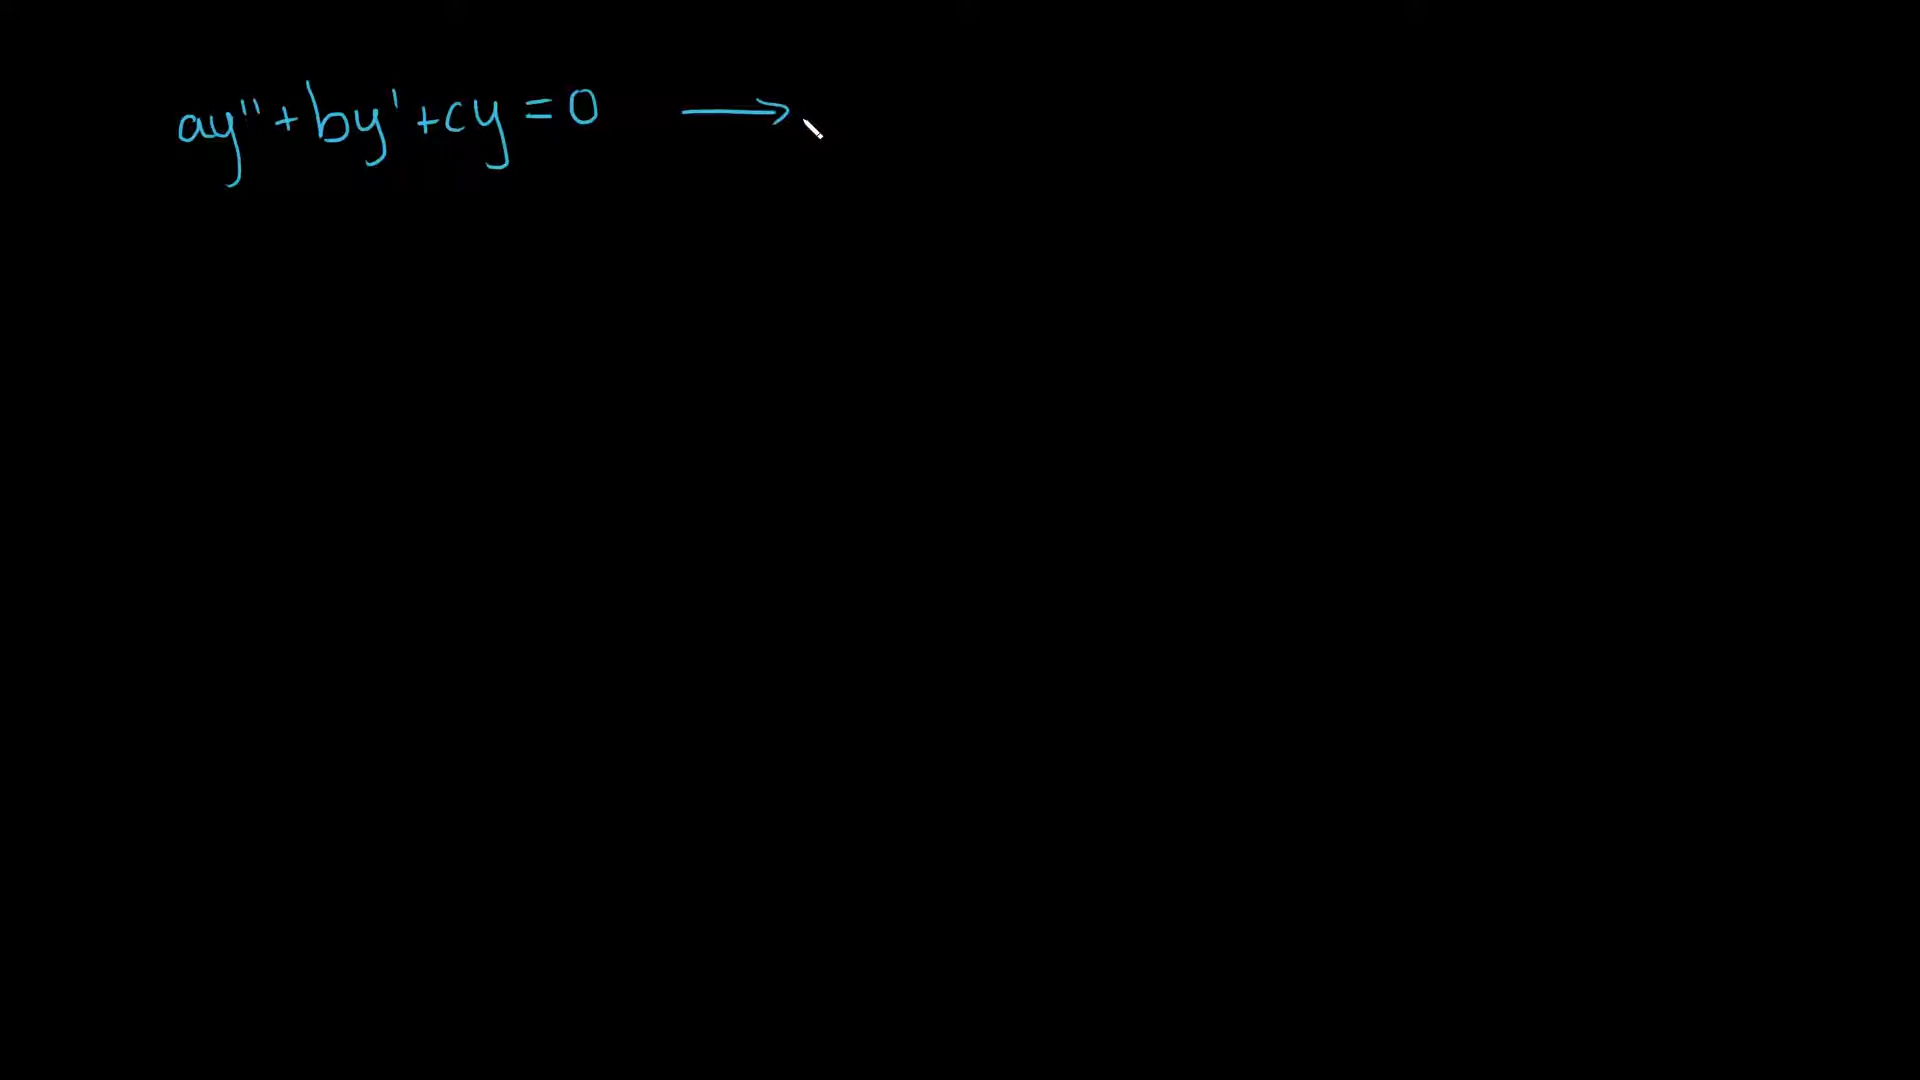 ay'' + by' + cy = 0 →